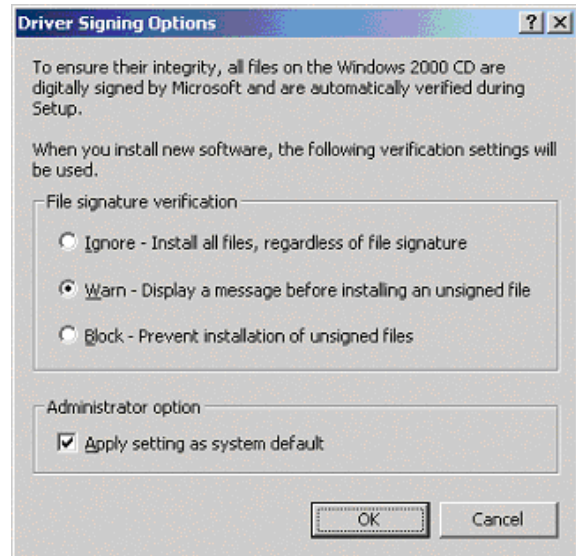 Driver Signing Options
To ensure their integrity, all files on the Windows 2000 CD are
digitally signed by Microsoft and are automatically verified during
Setup.
When you install new software, the following verification settings will
be used.
File signature verification
Ignore - Install all files, regardless of file signature
Warn - Display a message before installing an unsigned file
Block - Prevent installation of unsigned files
Administrator option
Apply setting as system default
OK Cancel